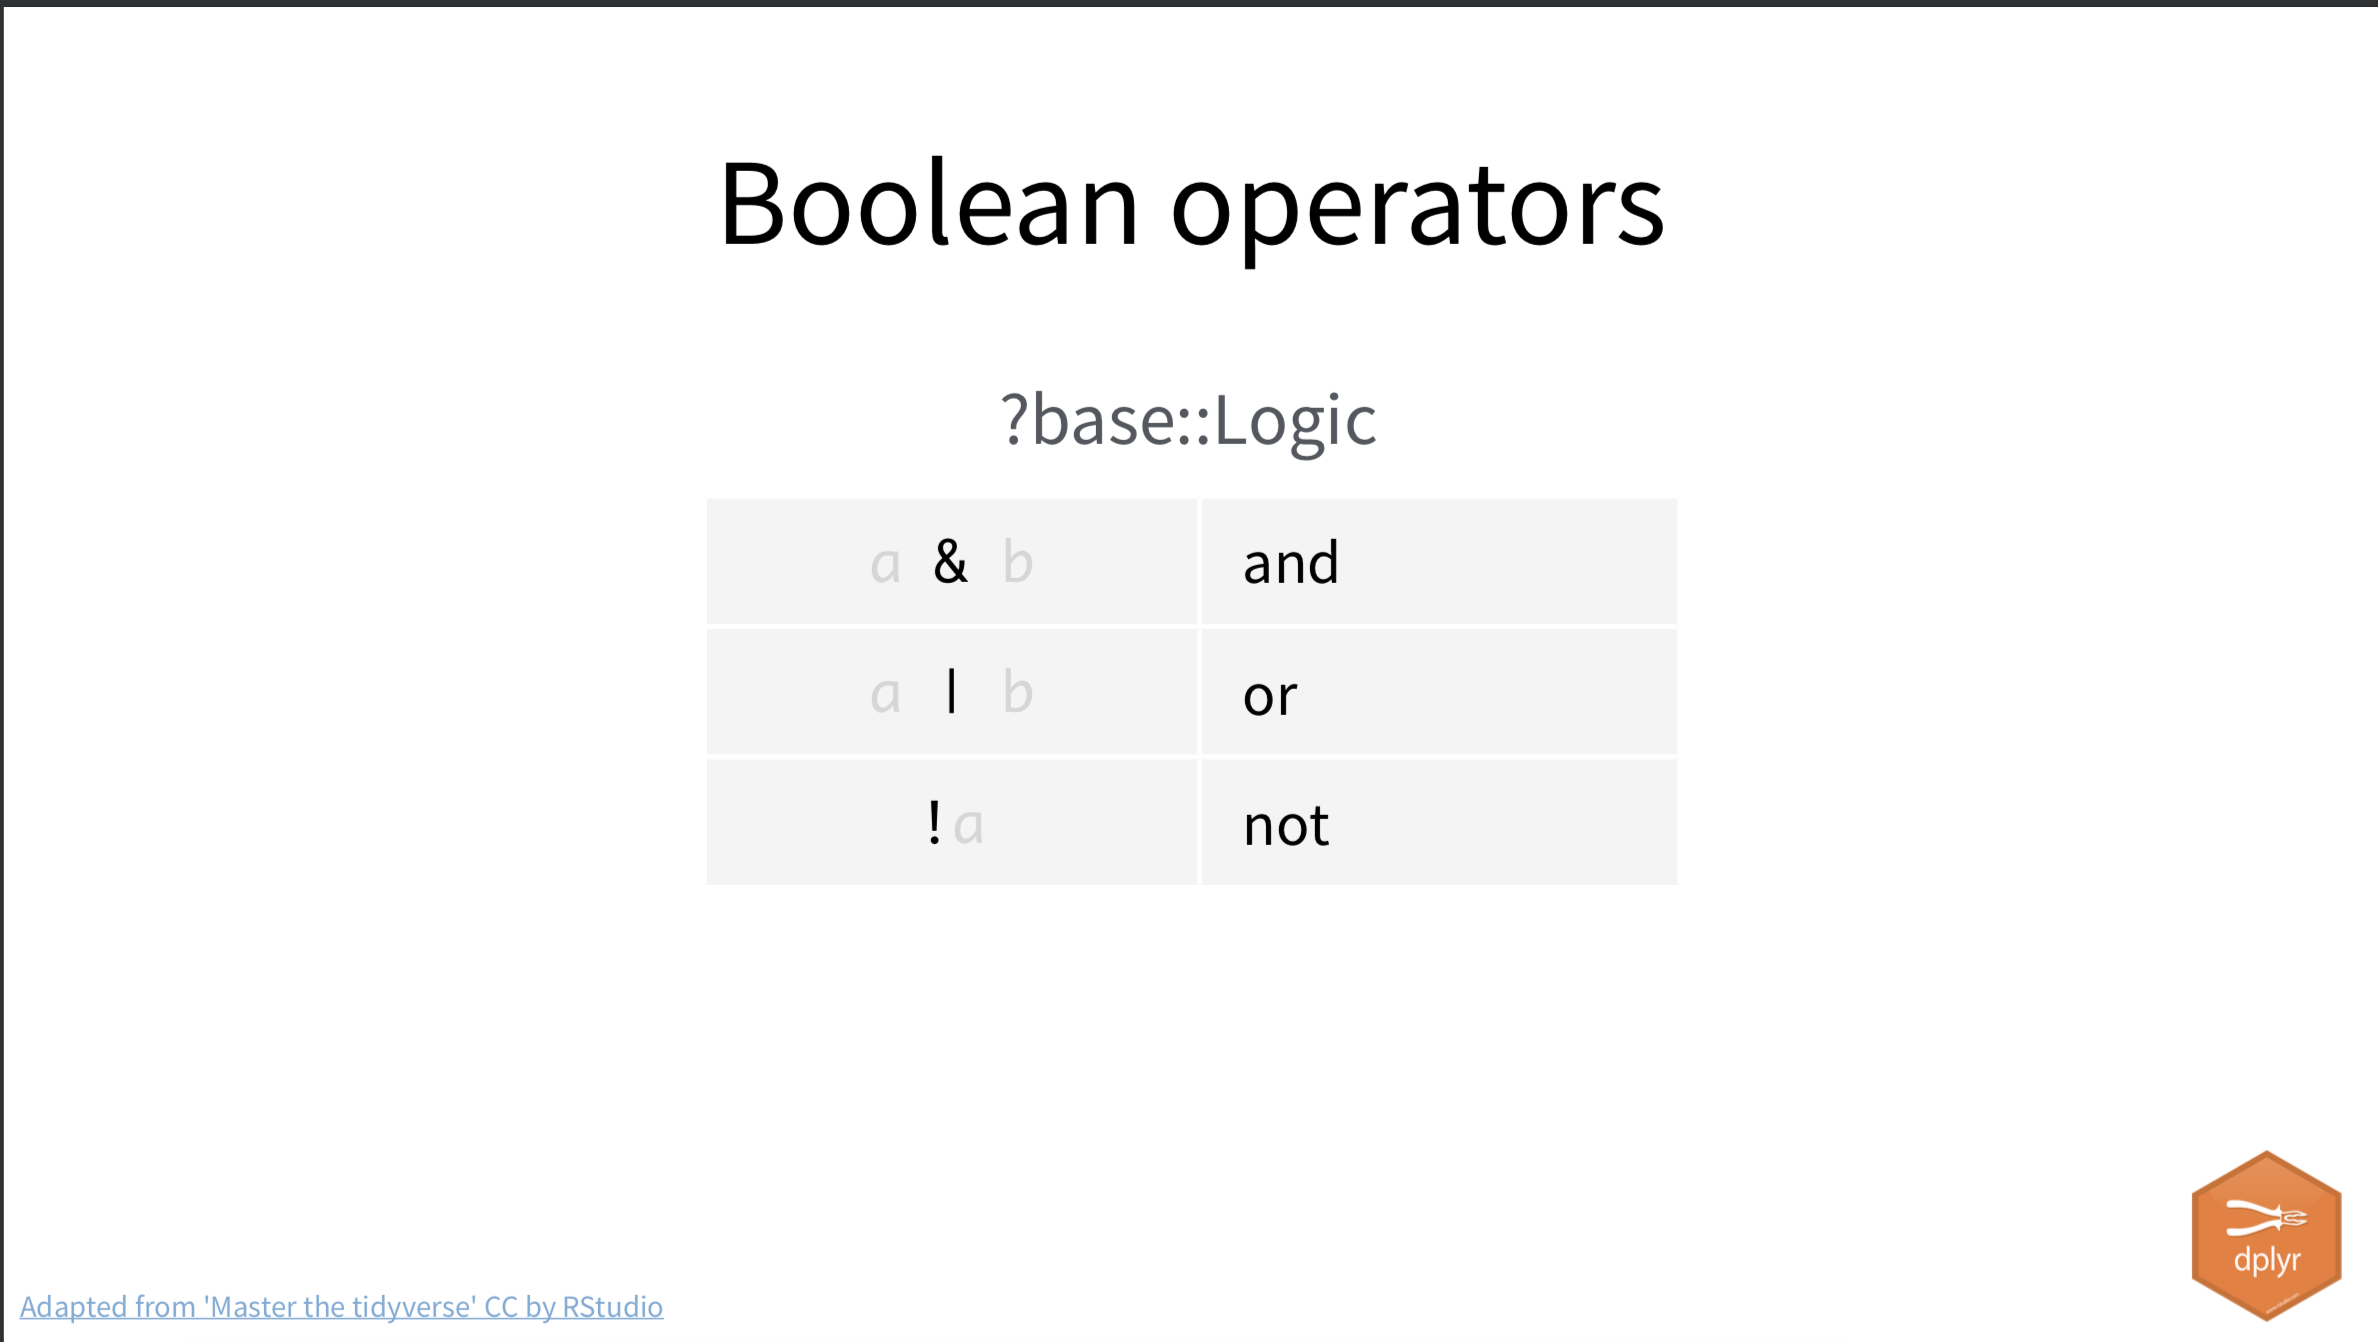 Boolean operators
?base::Logic
a & b and
a | b or
!a not
dplyr
Adapted from 'Master the tidyverse' CC by RStudio